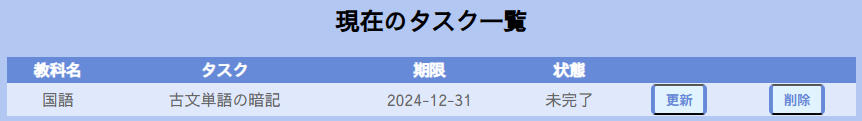 現在のタスク一覧
教科名 タスク 期限 状態
国語 古文単語の暗記 2024-12-31 未完了 更新 削除